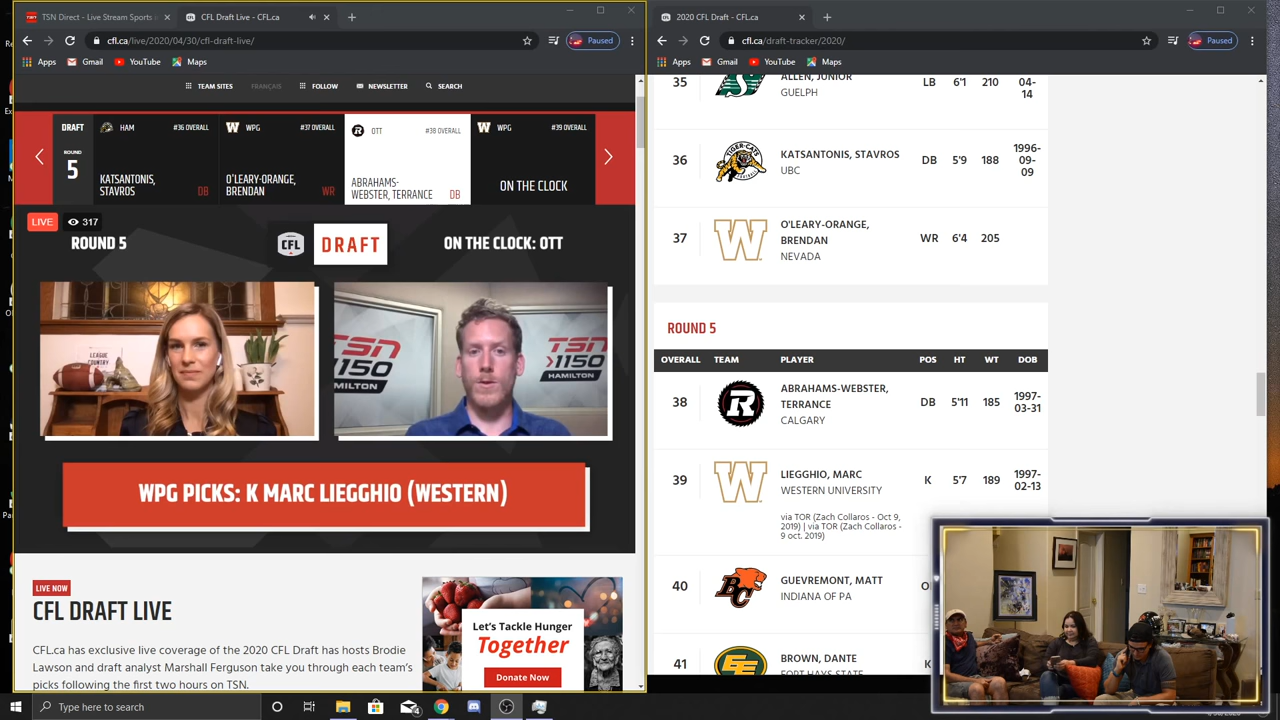 TSN Direct - Live Stream Sports
CFL Draft Live - CFL.ca
cfl.ca/live/2020/04/30/cfl-draft-live/
Paused
Apps Gmail YouTube Maps
TEAM SITES FRANÇAIS FOLLOW NEWSLETTER SEARCH
DRAFT
ROUND
5
HAM #36 OVERALL
KATSANTONIS,
STAVROS DB
WPG #37 OVERALL
O'LEARY-ORANGE,
BRENDAN WR
OTT #38 OVERALL
ABRAHAMS-
WEBSTER, TERRANCE DB
WPG #39 OVERALL
ON THE CLOCK
LIVE 317
ROUND 5
CFL DRAFT
ON THE CLOCK: OTT
LEAGUE
COUNTRY
TSN
1150
HAMILTON
TSN
1150
HAMILTON
WPG PICKS: K MARC LIEGGHIO (WESTERN)
LIVE NOW
CFL DRAFT LIVE
CFL.ca has exclusive live coverage of the 2020 CFL Draft has hosts Brodie
Lawson and draft analyst Marshall Ferguson take you through each team's
picks following the first two hours on TSN.
Let's Tackle Hunger
Together
Donate Now
2020 CFL Draft - CFL.ca
cfl.ca/draft-tracker/2020/
Paused
Apps Gmail YouTube Maps
35 ALLEN, JUNIOR
GUELPH
LB 6'1 210
04-
14
36 KATSANTONIS, STAVROS
UBC
DB 5'9 188
1996-
09-
09
37 O'LEARY-ORANGE,
BRENDAN
NEVADA
WR 6'4 205
ROUND 5
OVERALL TEAM PLAYER POS HT WT DOB
38 ABRAHAMS-WEBSTER,
TERRANCE
CALGARY
DB 5'11 185
1997-
03-31
39 LIEGGHIO, MARC
WESTERN UNIVERSITY
via TOR (Zach Collaros - Oct 9,
2019) | via TOR (Zach Collaros -
9 oct. 2019)
K 5'7 189
1997-
02-13
40 GUEVREMONT, MATT
INDIANA OF PA
41 BROWN, DANTE
FORT HAYS STATE
Type here to search